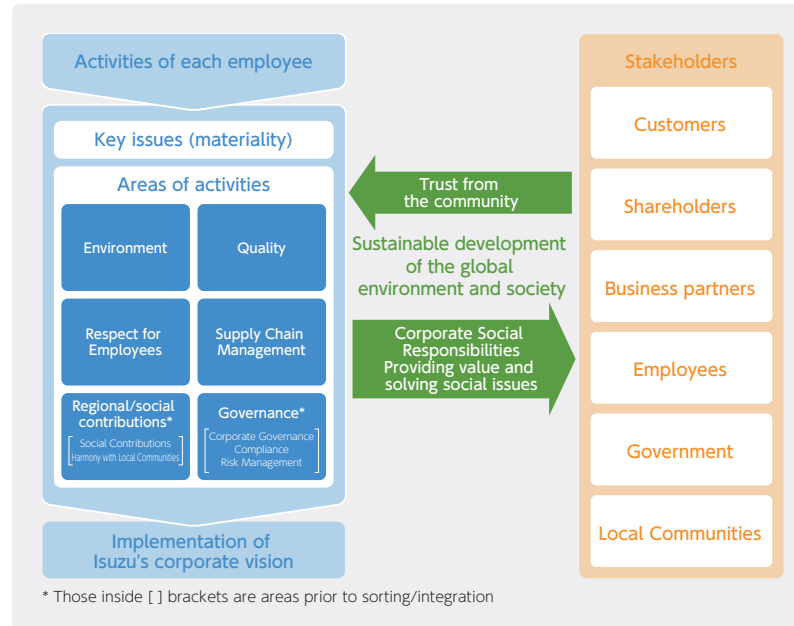 Activities of each employee
Key issues (materiality)
Areas of activities
Environment
Quality
Respect for
Employees
Supply Chain
Management
Regional/social
contributions*
[Social Contributions
Harmony with Local Communities]
Governance*
[Corporate Governance
Compliance
Risk Management]
Implementation of
Isuzu's corporate vision
Trust from
the community
Sustainable development
of the global
environment and society
Corporate Social
Responsibilities
Providing value and
solving social issues
Stakeholders
Customers
Shareholders
Business partners
Employees
Government
Local Communities
* Those inside [ ] brackets are areas prior to sorting/integration